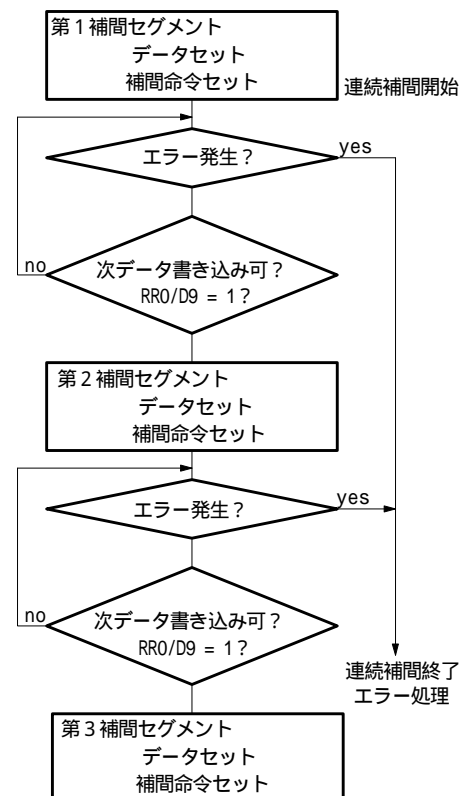 第１補間セグメント
データセット
補間命令セット
連続補間開始
エラー発生？
yes
次データ書き込み可？
RR0/D9 = 1？
no
第２補間セグメント
データセット
補間命令セット
エラー発生？
yes
次データ書き込み可？
RR0/D9 = 1？
no
連続補間終了
エラー処理
第３補間セグメント
データセット
補間命令セット